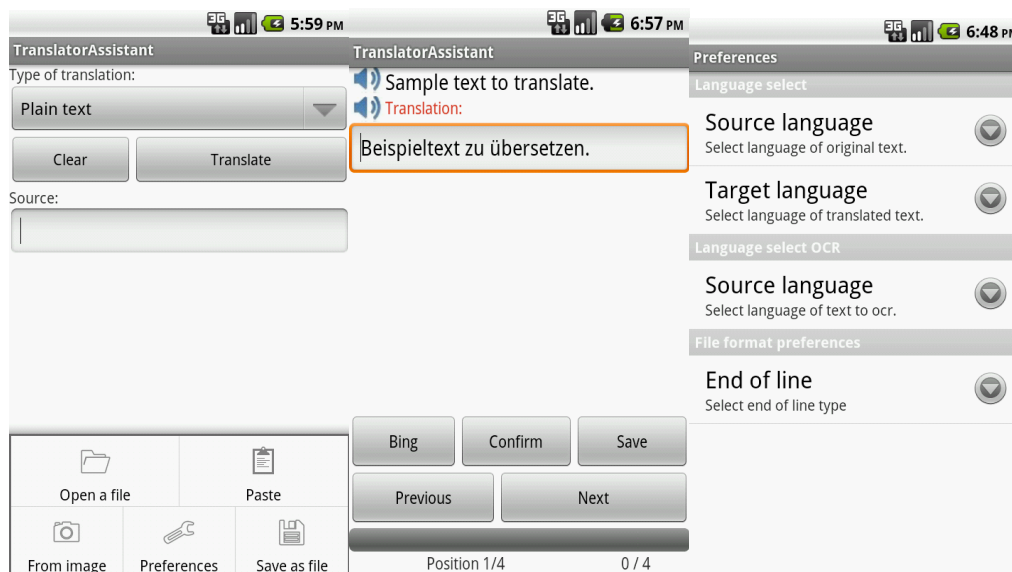 3G 5:59 PM
TranslatorAssistant
Type of translation:
Plain text
Clear Translate
Source:
Open a file Paste
From image Preferences Save as file
3G 6:57 PM
TranslatorAssistant
Sample text to translate.
Translation:
Beispieltext zu übersetzen.
Bing Confirm Save
Previous Next
Position 1/4 0 / 4
3G 6:48 PM
Preferences
Language select
Source language
Select language of original text.
Target language
Select language of translated text.
Language select OCR
Source language
Select language of text to ocr.
File format preferences
End of line
Select end of line type